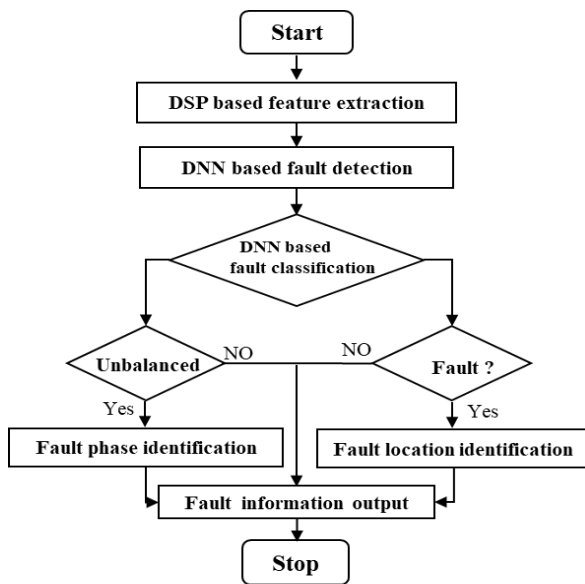 Start
DSP based feature extraction
DNN based fault detection
DNN based
fault classification
Unbalanced
NO
NO
Fault ?
Yes
Yes
Fault phase identification
Fault location identification
Fault information output
Stop